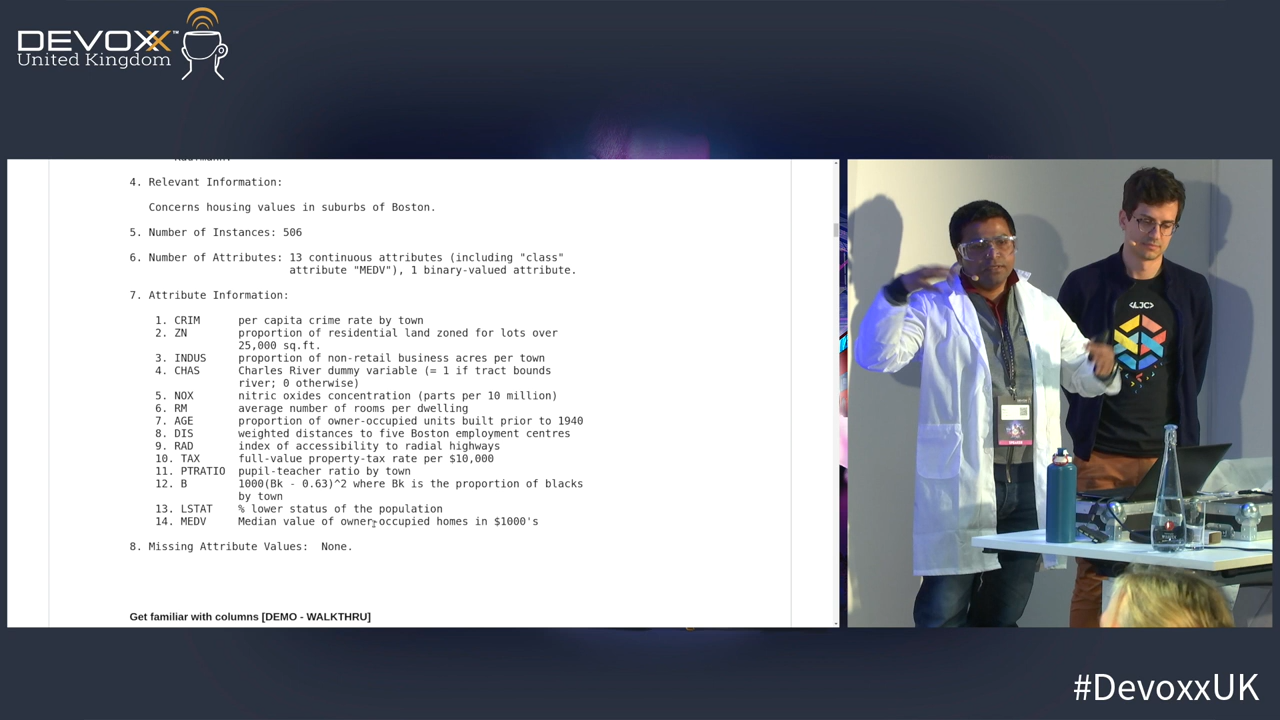 DEVOXX™
United Kingdom
4. Relevant Information:
Concerns housing values in suburbs of Boston.
5. Number of Instances: 506
6. Number of Attributes: 13 continuous attributes (including "class"
attribute "MEDV"), 1 binary-valued attribute.
7. Attribute Information:
1. CRIM per capita crime rate by town
2. ZN proportion of residential land zoned for lots over
25,000 sq.ft.
3. INDUS proportion of non-retail business acres per town
4. CHAS Charles River dummy variable (= 1 if tract bounds
river; 0 otherwise)
5. NOX nitric oxides concentration (parts per 10 million)
6. RM average number of rooms per dwelling
7. AGE proportion of owner-occupied units built prior to 1940
8. DIS weighted distances to five Boston employment centres
9. RAD index of accessibility to radial highways
10. TAX full-value property-tax rate per $10,000
11. PTRATIO pupil-teacher ratio by town
12. B 1000(Bk - 0.63)^2 where Bk is the proportion of blacks
by town
13. LSTAT % lower status of the population
14. MEDV Median value of owner-occupied homes in $1000's
8. Missing Attribute Values: None.
Get familiar with columns [DEMO - WALKTHRU]
<LJC>
#DevoxxUK